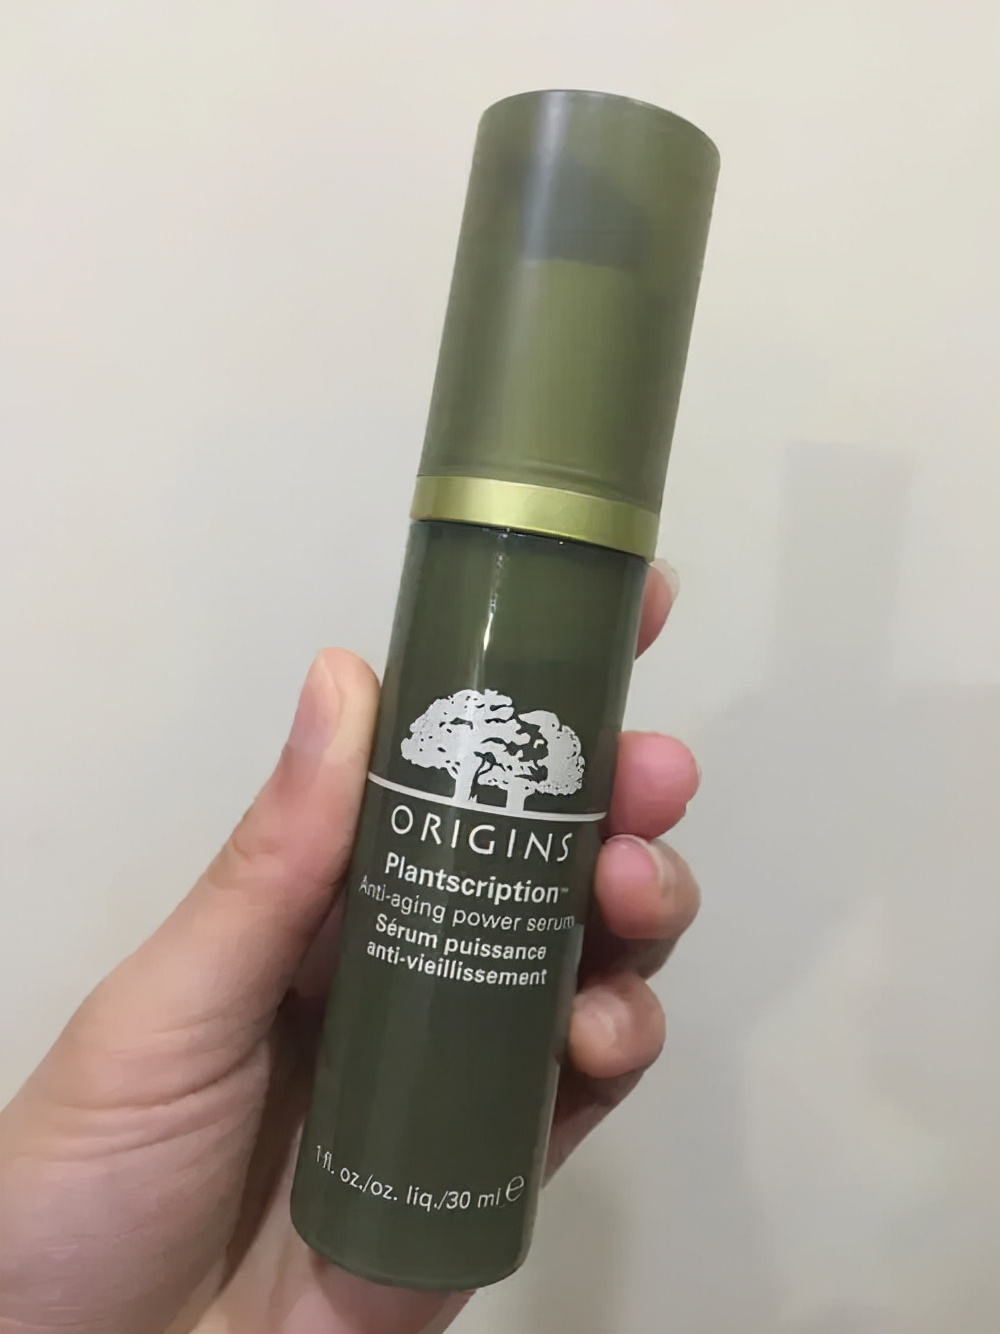 ORIGINS
Plantscription™
Anti-aging power serum
Sérum puissance
anti-vieillissement
1 fl. oz./oz. liq./30 ml ℮